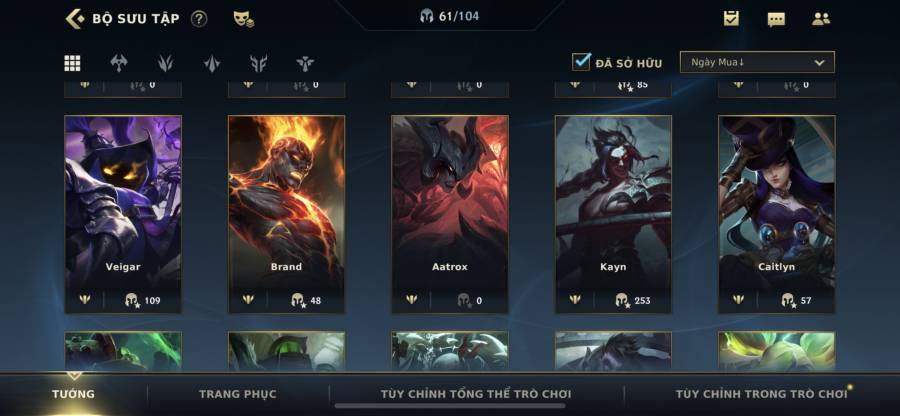 BỘ SƯU TẬP ?
61/104
ĐÃ SỞ HỮU
Ngày Mua↓
0 0 0 85 0
Veigar Brand Aatrox Kayn Caitlyn
109 48 0 253 57
TƯỚNG TRANG PHỤC TÙY CHỈNH TỔNG THỂ TRÒ CHƠI TÙY CHỈNH TRONG TRÒ CHƠI